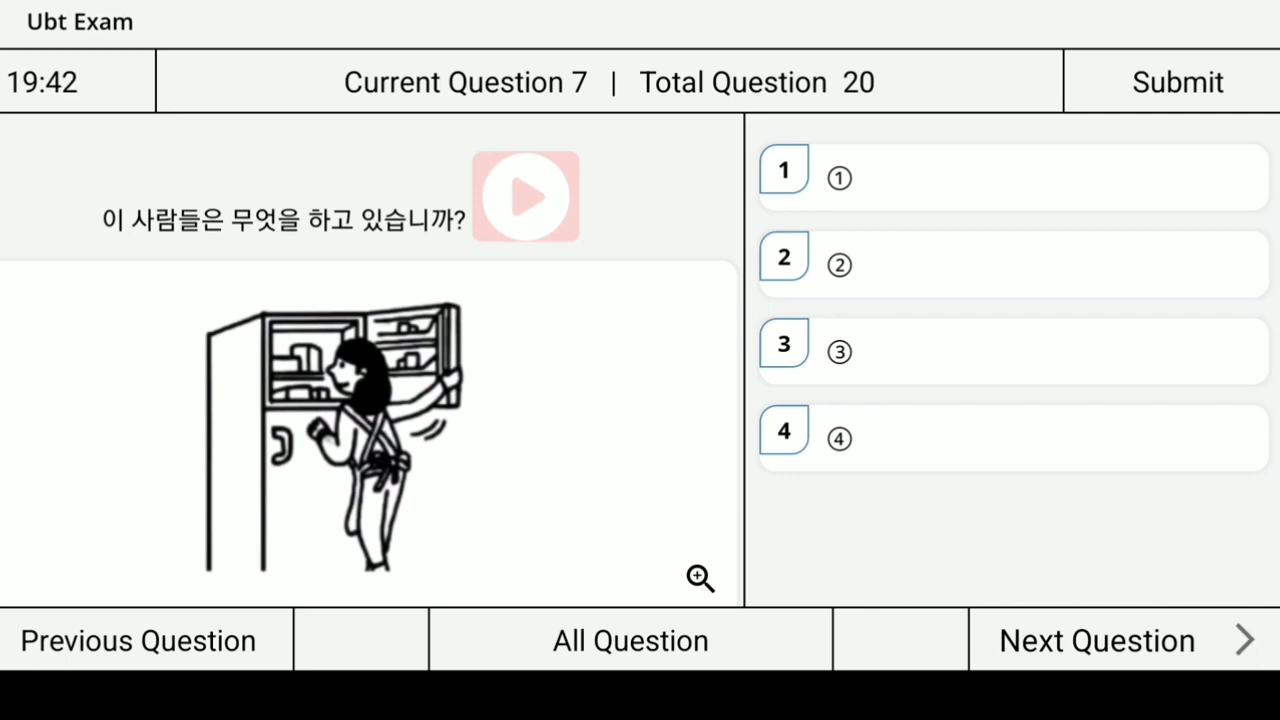 Ubt Exam
19:42
Current Question 7 | Total Question 20
Submit
이 사람들은 무엇을 하고 있습니까?
1 ①
2 ②
3 ③
4 ④
Previous Question
All Question
Next Question